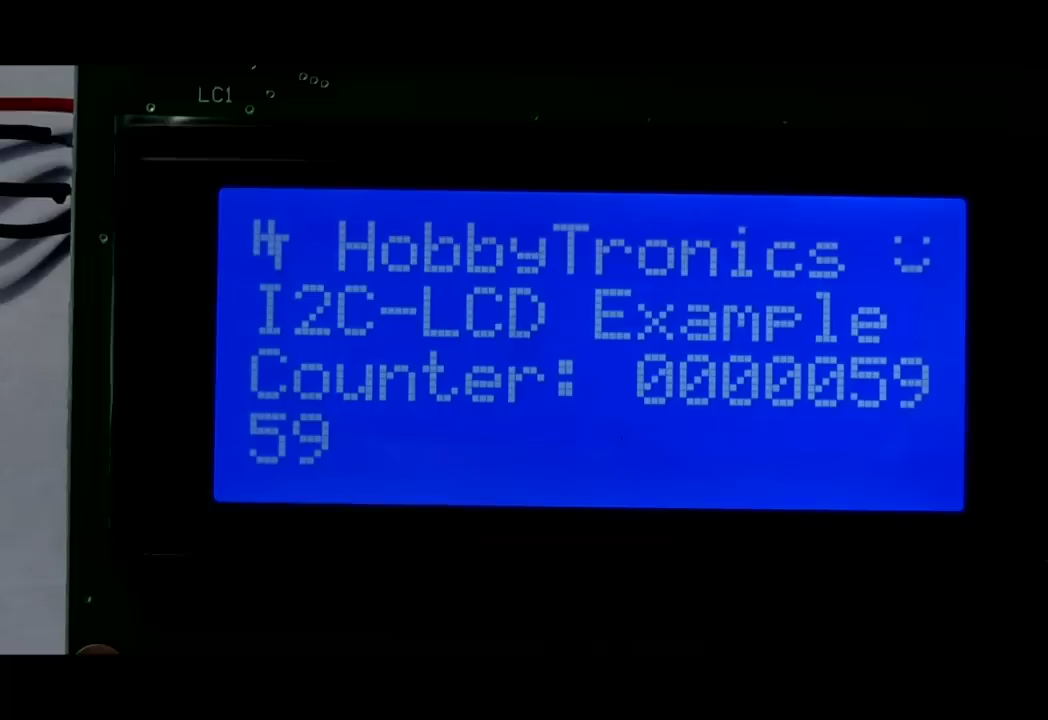 LC1
HobbyTronics
I2C-LCD Example
Counter: 0000059
59